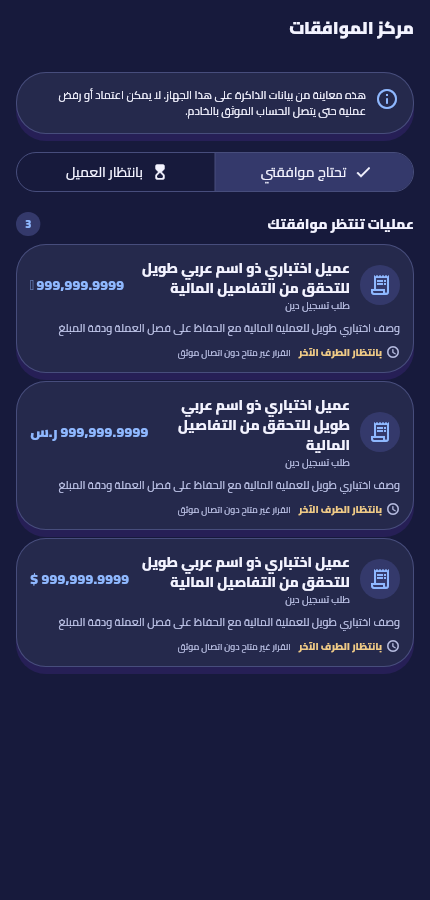 مركز الموافقات
هذه معاينة من بيانات الذاكرة على هذا الجهاز. لا يمكن اعتماد أو رفض
عملية حتى يتصل الحساب الموثق بالخادم.
تحتاج موافقتي
بانتظار العميل
عمليات تنتظر موافقتك
3
عميل اختباري ذو اسم عربي طويل
للتحقق من التفاصيل المالية
999,999.9999
طلب تسجيل دين
وصف اختباري طويل للعملية المالية مع الحفاظ على فصل العملة ودقة المبلغ
بانتظار الطرف الآخر
القرار غير متاح دون اتصال موثق
عميل اختباري ذو اسم عربي
طويل للتحقق من التفاصيل
المالية
999,999.9999 ر.س
طلب تسجيل دين
وصف اختباري طويل للعملية المالية مع الحفاظ على فصل العملة ودقة المبلغ
بانتظار الطرف الآخر
القرار غير متاح دون اتصال موثق
عميل اختباري ذو اسم عربي طويل
للتحقق من التفاصيل المالية
999,999.9999 $
طلب تسجيل دين
وصف اختباري طويل للعملية المالية مع الحفاظ على فصل العملة ودقة المبلغ
بانتظار الطرف الآخر
القرار غير متاح دون اتصال موثق